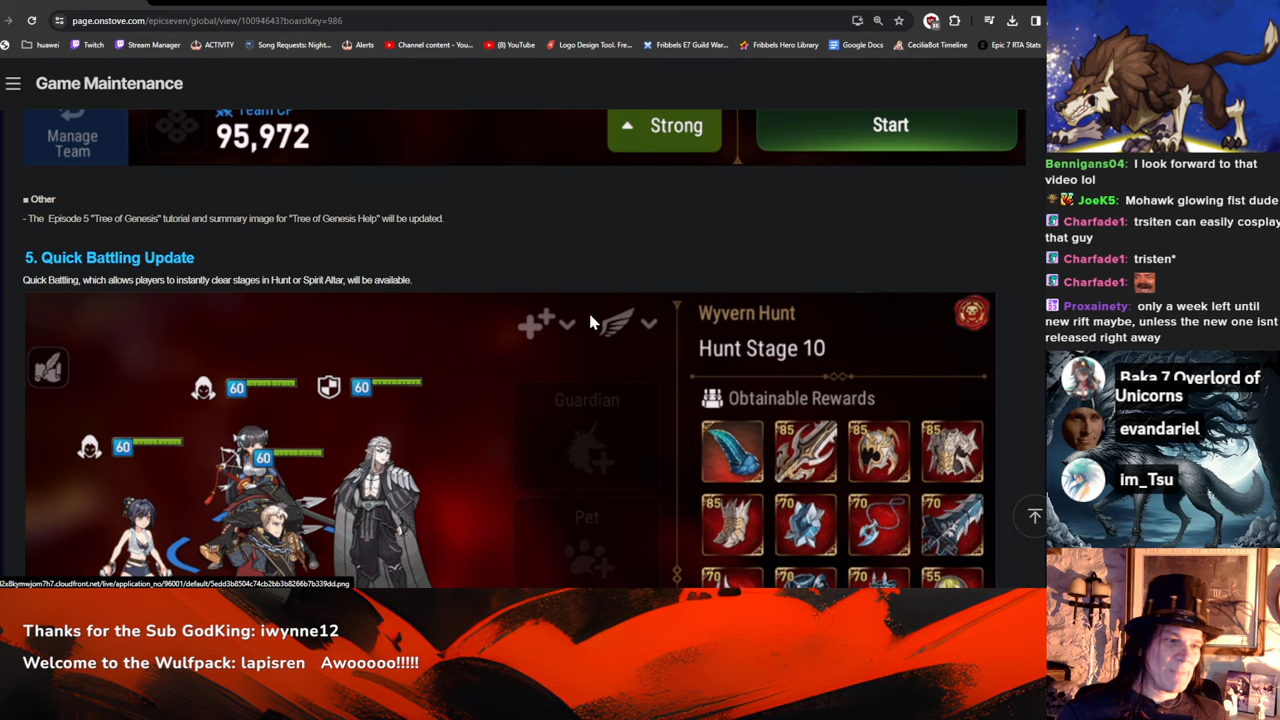 page.onstove.com/epicseven/global/view/10094643?boardKey=986
huawei
Twitch
Stream Manager
ACTIVITY
Song Requests: Night...
Alerts
Channel content - You...
(8) YouTube
Logo Design Tool. Fre...
Fribbels E7 Guild War...
Fribbels Hero Library
Google Docs
CeciliaBot Timeline
Epic 7 RTA Stats
Game Maintenance
Manage
Team
Team CP
95,972
Strong
Start
■ Other
- The Episode 5 "Tree of Genesis" tutorial and summary image for "Tree of Genesis Help" will be updated.
5. Quick Battling Update
Quick Battling, which allows players to instantly clear stages in Hunt or Spirit Altar, will be available.
Wyvern Hunt
Hunt Stage 10
Obtainable Rewards
60
60
60
60
Guardian
Pet
85
85
85
85
70
70
70
70
55
Thanks for the Sub GodKing: iwynne12
Welcome to the Wulfpack: lapisren Awooooo!!!!!
Bennigans04: I look forward to that
video lol
JoeK5: Mohawk glowing fist dude
Charfade1: trsiten can easily cosplay
that guy
Charfade1: tristen*
Charfade1:
Proxainety: only a week left until
new rift maybe, unless the new one isnt
released right away
Baka 7 Overlord of
Unicorns
evandariel
im_Tsu